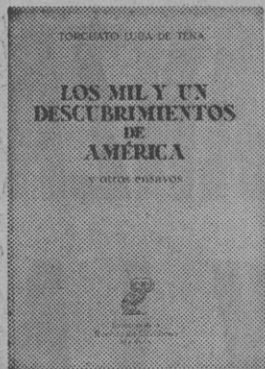 TORCUATO LUCA DE TENA
LOS MIL Y UN
DESCUBRIMIENTOS
DE
AMÉRICA
y otros ensayos